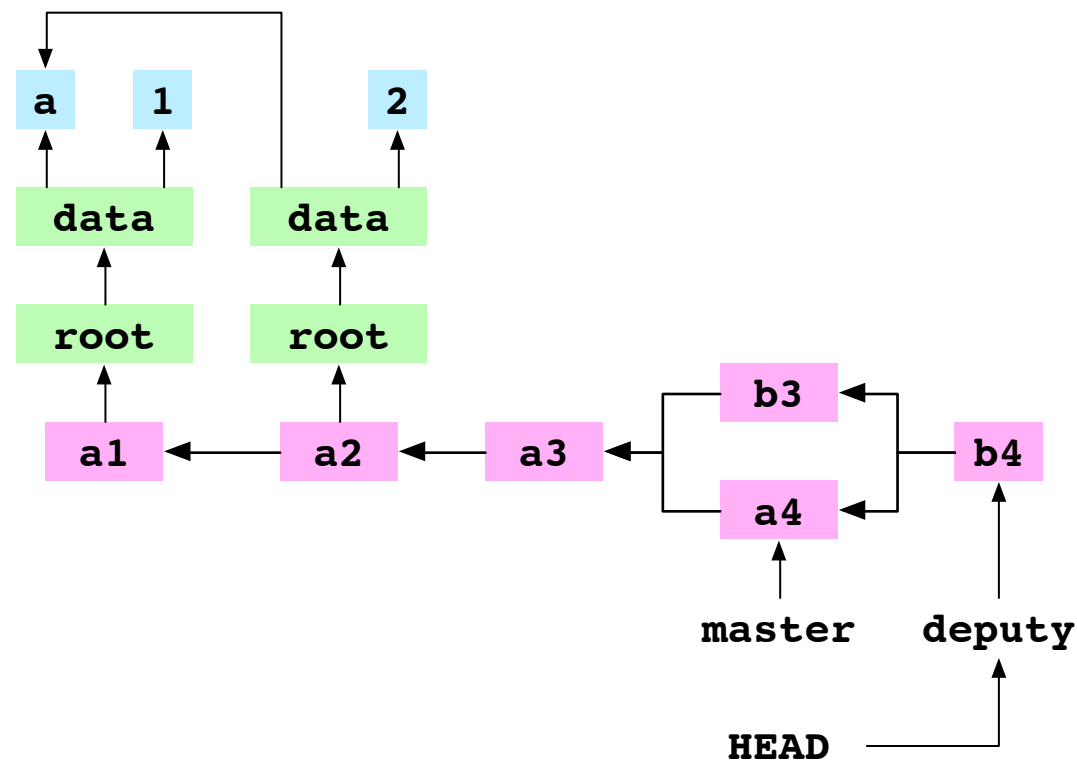 a 1 2
data data
root root
b3
a1 a2 a3 b4
a4
master deputy
HEAD